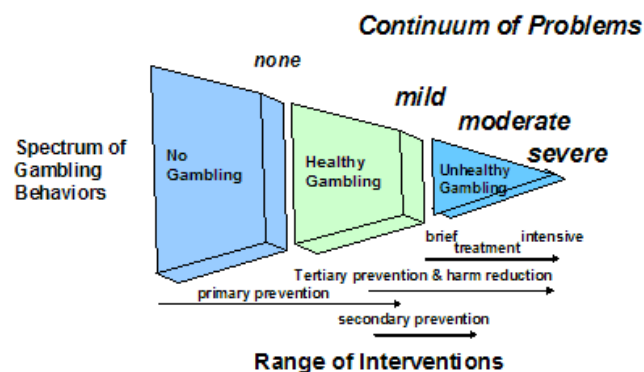 Continuum of Problems
none
mild
moderate
severe
Spectrum of
Gambling
Behaviors
No
Gambling
Healthy
Gambling
Unhealthy
Gambling
brief intensive
treatment
Tertiary prevention & harm reduction
primary prevention
secondary prevention
Range of Interventions